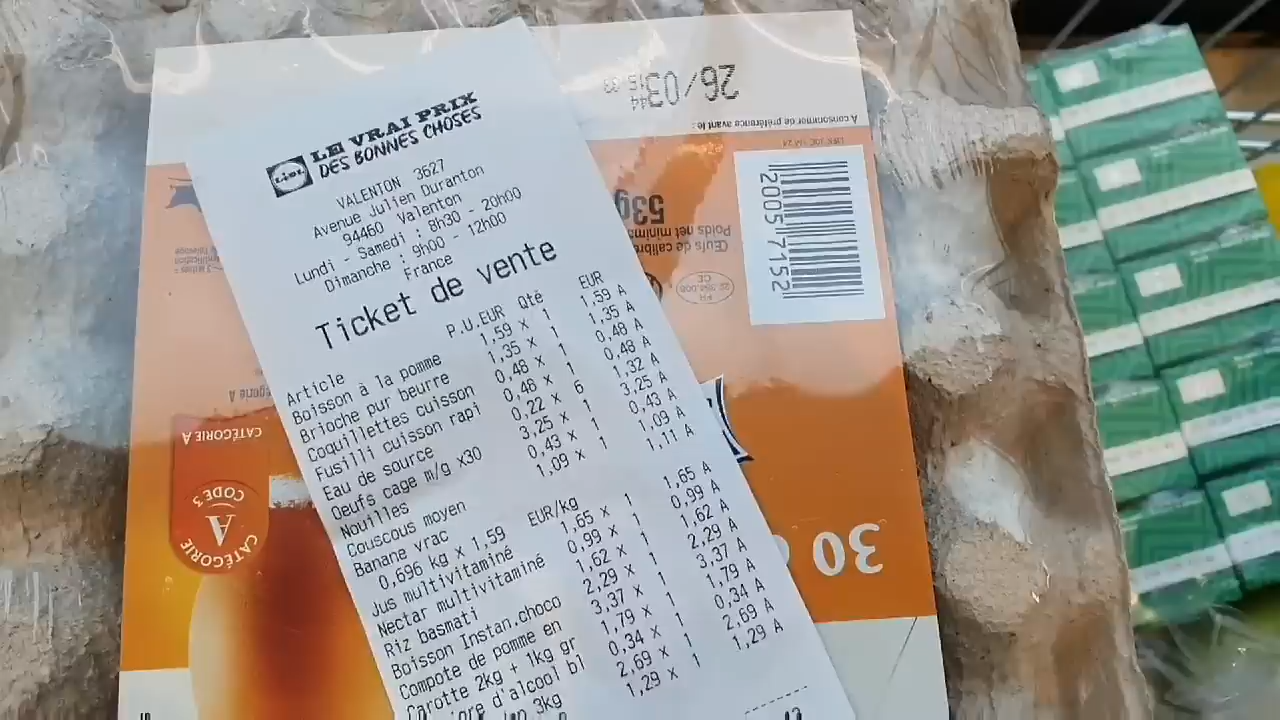 LIDL
LE VRAI PRIX
DES BONNES CHOSES
VALENTON 3627
Avenue Julien Duranton
94460 Valenton
Lundi - Samedi : 8h30 - 20h00
Dimanche : 9h00 - 12h00
France
Ticket de vente
Article P.U.EUR Qté EUR
Boisson à la pomme 1,59 x 1 1,59 A
Brioche pur beurre 1,35 x 1 1,35 A
Coquillettes cuisson 0,48 x 1 0,48 A
Fusilli cuisson rapi 0,48 x 1 0,48 A
Eau de source 0,22 x 6 1,32 A
Oeufs cage m/g x30 3,25 x 1 3,25 A
Nouilles 0,43 x 1 0,43 A
Couscous moyen 1,09 x 1 1,09 A
Banane vrac 1,11 A
0,696 kg x 1,59 EUR/kg
Jus multivitaminé 1,65 x 1 1,65 A
Nectar multivitaminé 0,99 x 1 0,99 A
Riz basmati 1,62 x 1 1,62 A
Boisson Instan.choco 2,29 x 1 2,29 A
Compote de pomme en 3,37 x 1 3,37 A
Carotte 2kg + 1kg gr 1,79 x 1 1,79 A
d'alcool bl 0,34 x 1 0,34 A
3kg 2,69 x 1 2,69 A
1,29 x 1 1,29 A
À consommer de préférence avant le :
26/03
2005 7152
53g
Poids net minimum
Œufs de calibre
FR
CE
CATÉGORIE A
CATÉGORIE
A
CODE 3
30